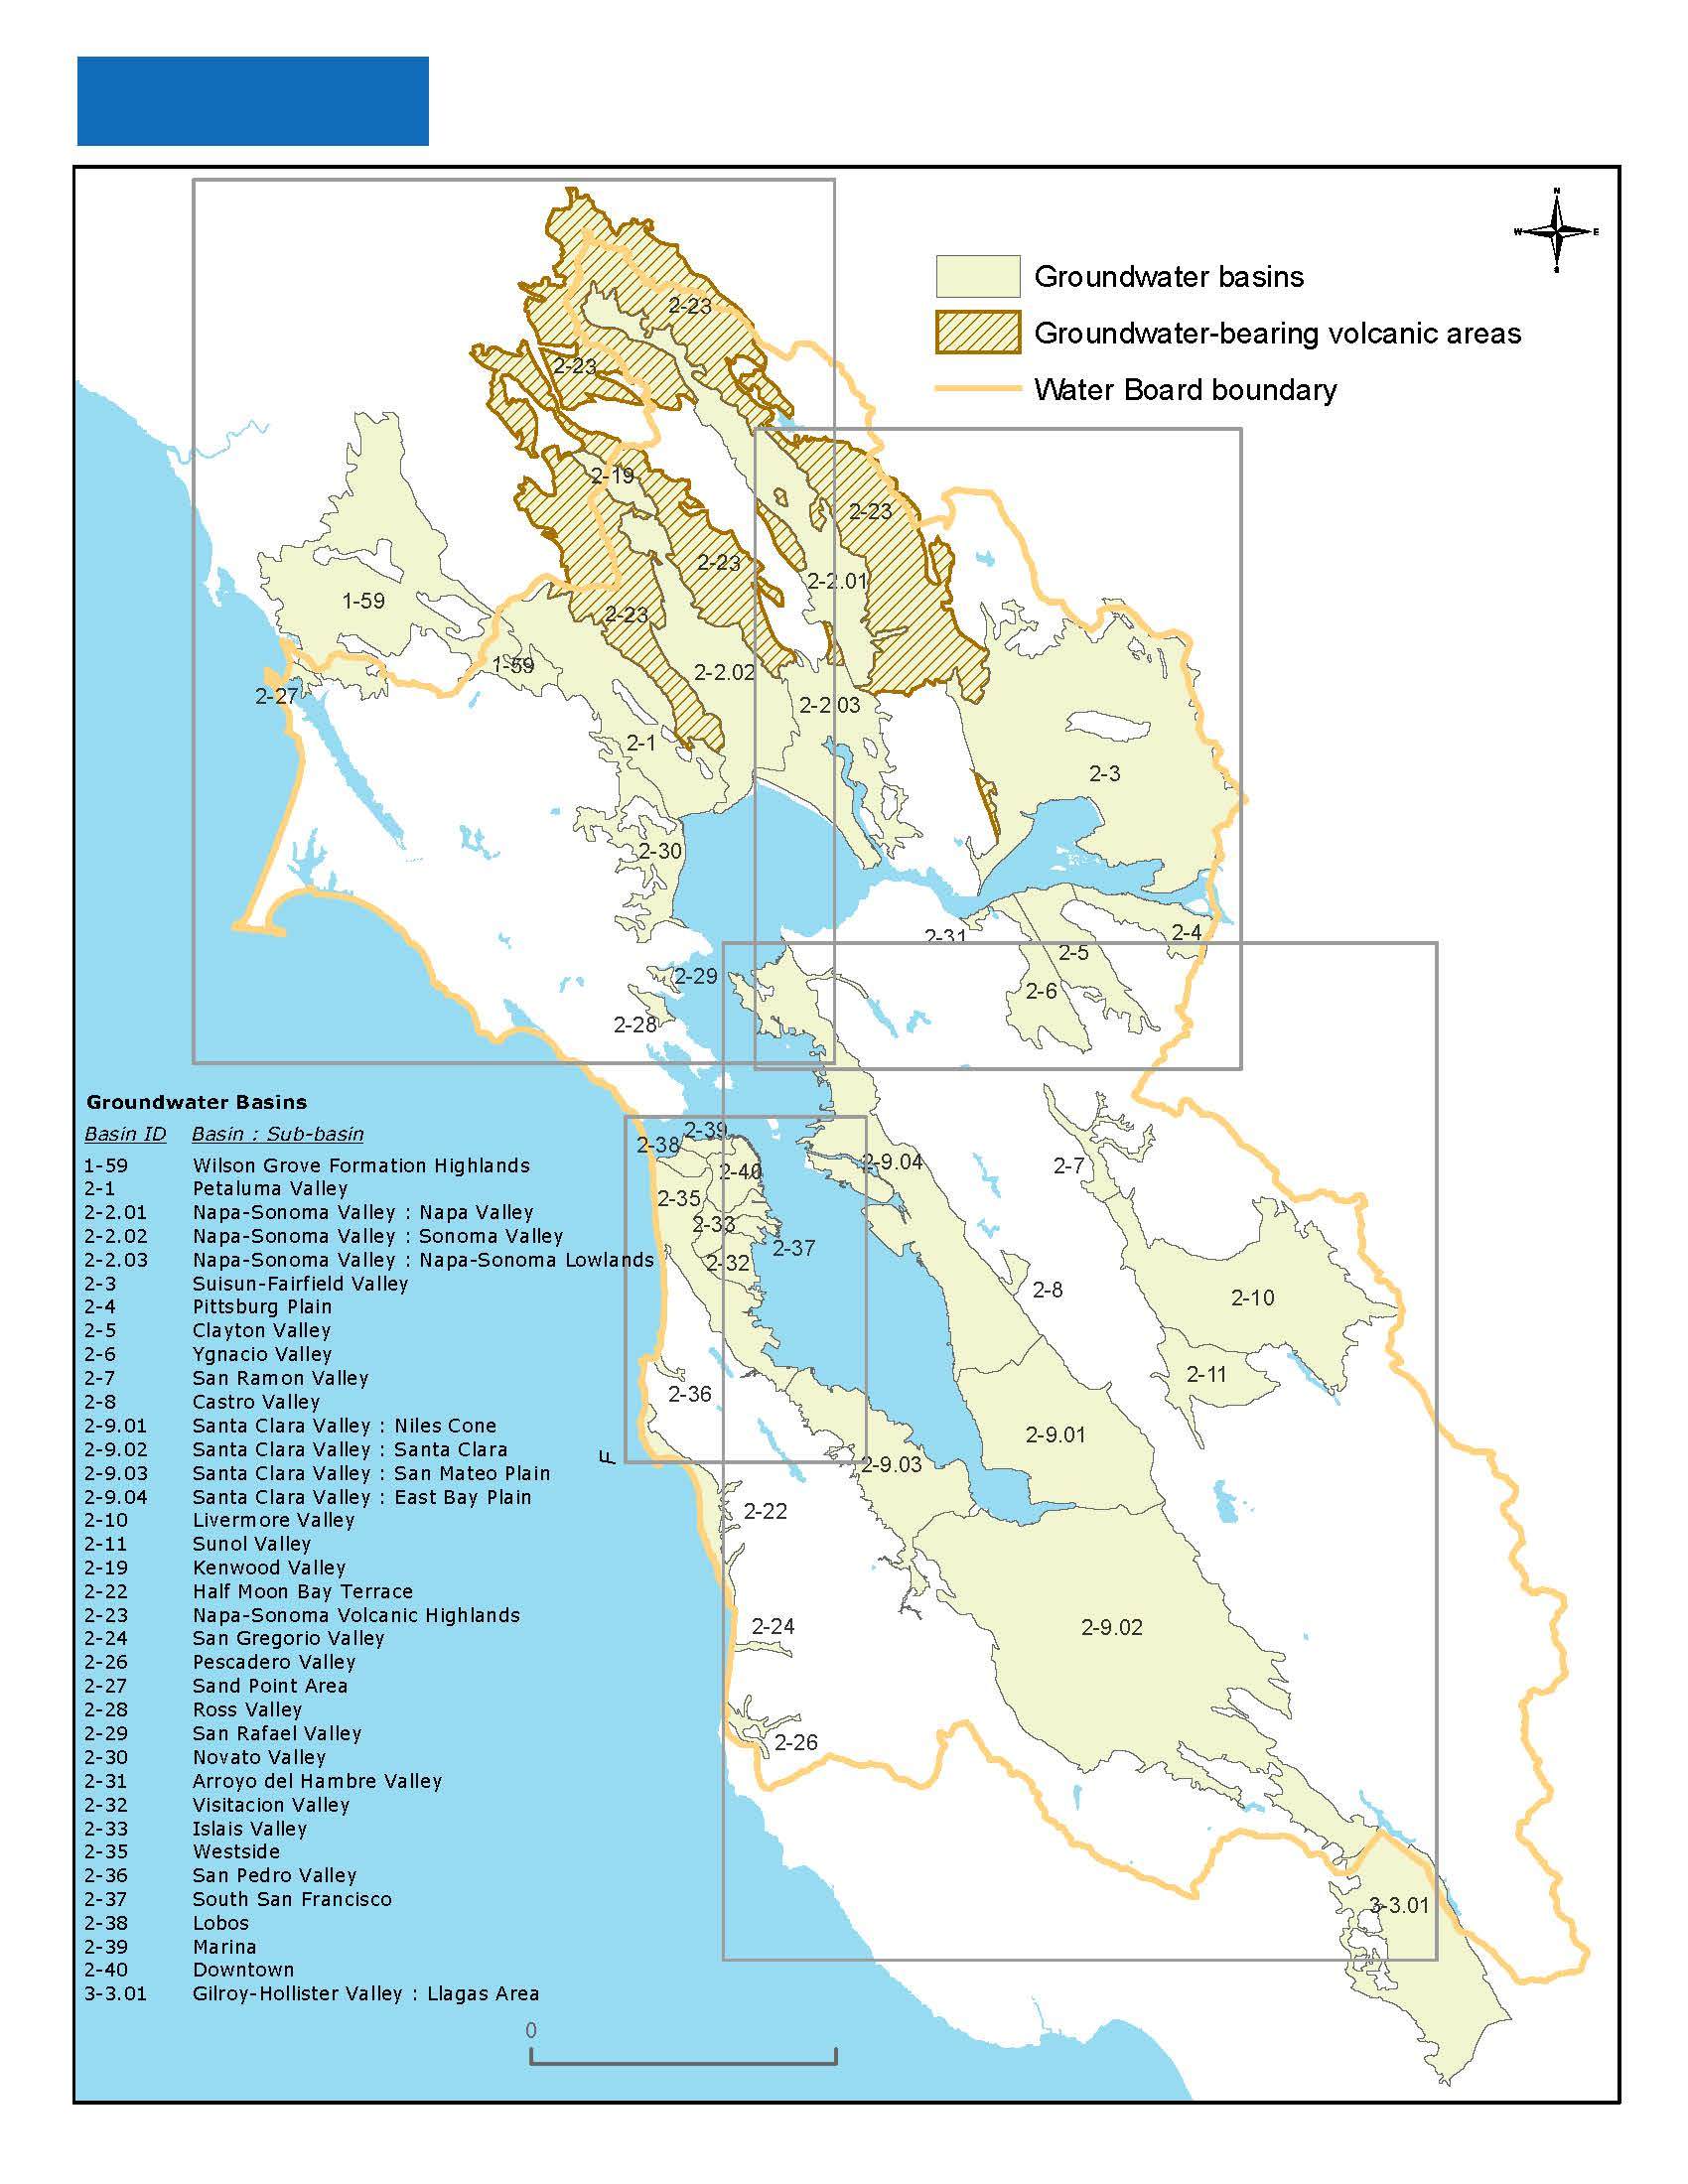 N
W E
S
Groundwater basins
Groundwater-bearing volcanic areas
Water Board boundary
2-23
2-23
2-19
2-23
2-23
2-2.01
1-59
2-23
1-59
2-2.02
2-27
2-2.03
2-1
2-3
2-30
2-4
2-31
2-5
2-29
2-6
2-28
2-39
2-38
2-9.04
2-7
2-40
2-35
2-33
2-37
2-32
2-8
2-10
2-11
2-36
2-9.01
F
2-9.03
2-22
2-24
2-9.02
2-26
3-3.01
Groundwater Basins
Basin ID Basin : Sub-basin
1-59 Wilson Grove Formation Highlands
2-1 Petaluma Valley
2-2.01 Napa-Sonoma Valley : Napa Valley
2-2.02 Napa-Sonoma Valley : Sonoma Valley
2-2.03 Napa-Sonoma Valley : Napa-Sonoma Lowlands
2-3 Suisun-Fairfield Valley
2-4 Pittsburg Plain
2-5 Clayton Valley
2-6 Ygnacio Valley
2-7 San Ramon Valley
2-8 Castro Valley
2-9.01 Santa Clara Valley : Niles Cone
2-9.02 Santa Clara Valley : Santa Clara
2-9.03 Santa Clara Valley : San Mateo Plain
2-9.04 Santa Clara Valley : East Bay Plain
2-10 Livermore Valley
2-11 Sunol Valley
2-19 Kenwood Valley
2-22 Half Moon Bay Terrace
2-23 Napa-Sonoma Volcanic Highlands
2-24 San Gregorio Valley
2-26 Pescadero Valley
2-27 Sand Point Area
2-28 Ross Valley
2-29 San Rafael Valley
2-30 Novato Valley
2-31 Arroyo del Hambre Valley
2-32 Visitacion Valley
2-33 Islais Valley
2-35 Westside
2-36 San Pedro Valley
2-37 South San Francisco
2-38 Lobos
2-39 Marina
2-40 Downtown
3-3.01 Gilroy-Hollister Valley : Llagas Area
0